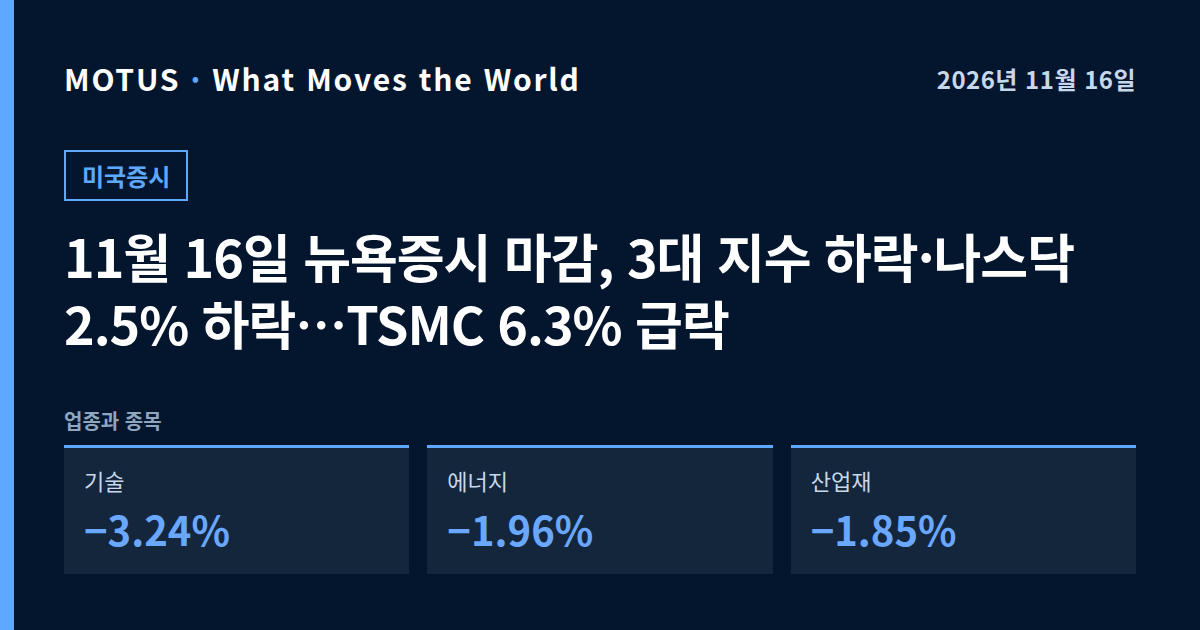 MOTUS · What Moves the World
2026년 11월 16일
미국증시
11월 16일 뉴욕증시 마감, 3대 지수 하락·나스닥
2.5% 하락…TSMC 6.3% 급락
업종과 종목
기술
−3.24%
에너지
−1.96%
산업재
−1.85%